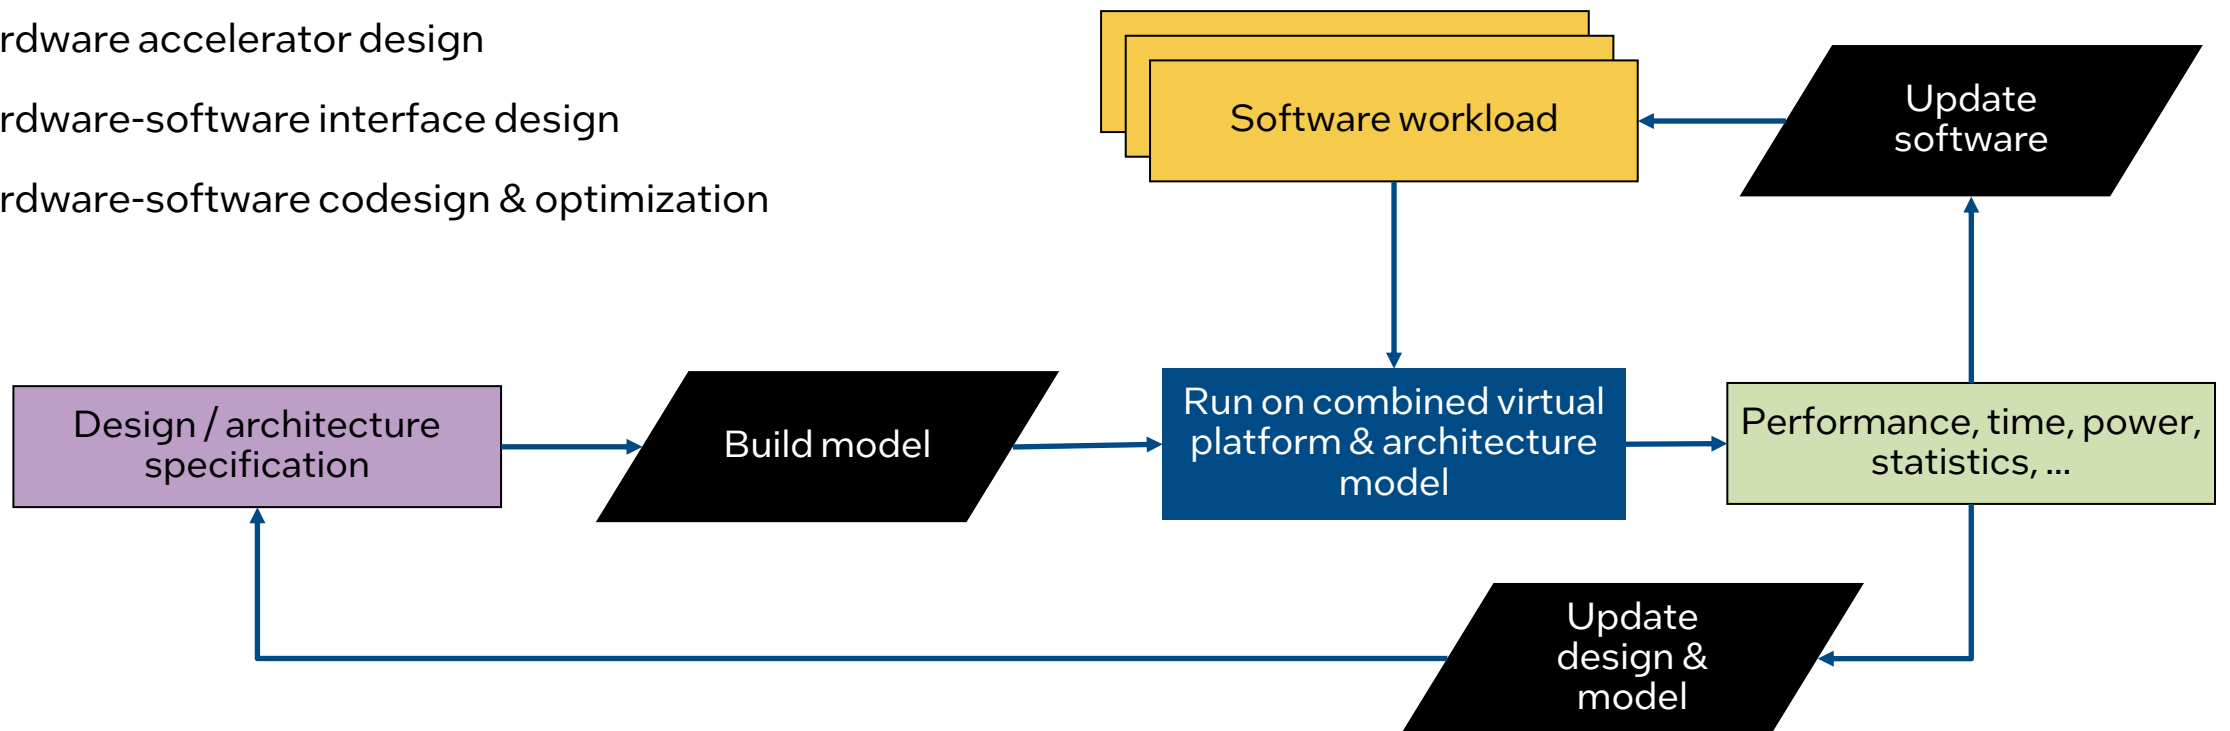 rdware accelerator design
rdware-software interface design
rdware-software codesign & optimization
Software workload
Update
software
Design / architecture
specification
Build model
Run on combined virtual
platform & architecture
model
Performance, time, power,
statistics, ...
Update
design &
model